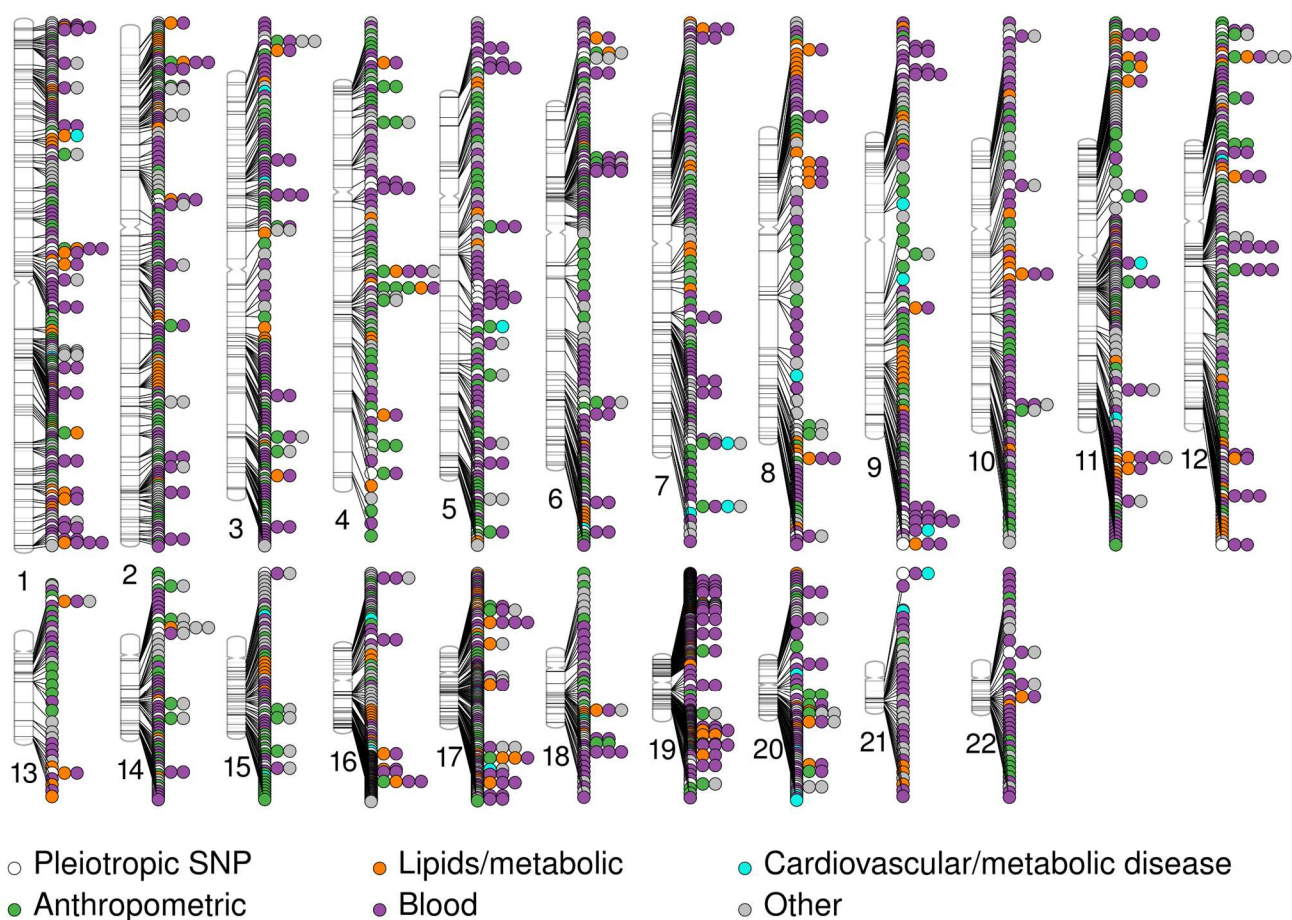 1 2 3 4 5 6 7 8 9 10 11 12
13 14 15 16 17 18 19 20 21 22
Pleiotropic SNP Lipids/metabolic Cardiovascular/metabolic disease
Anthropometric Blood Other